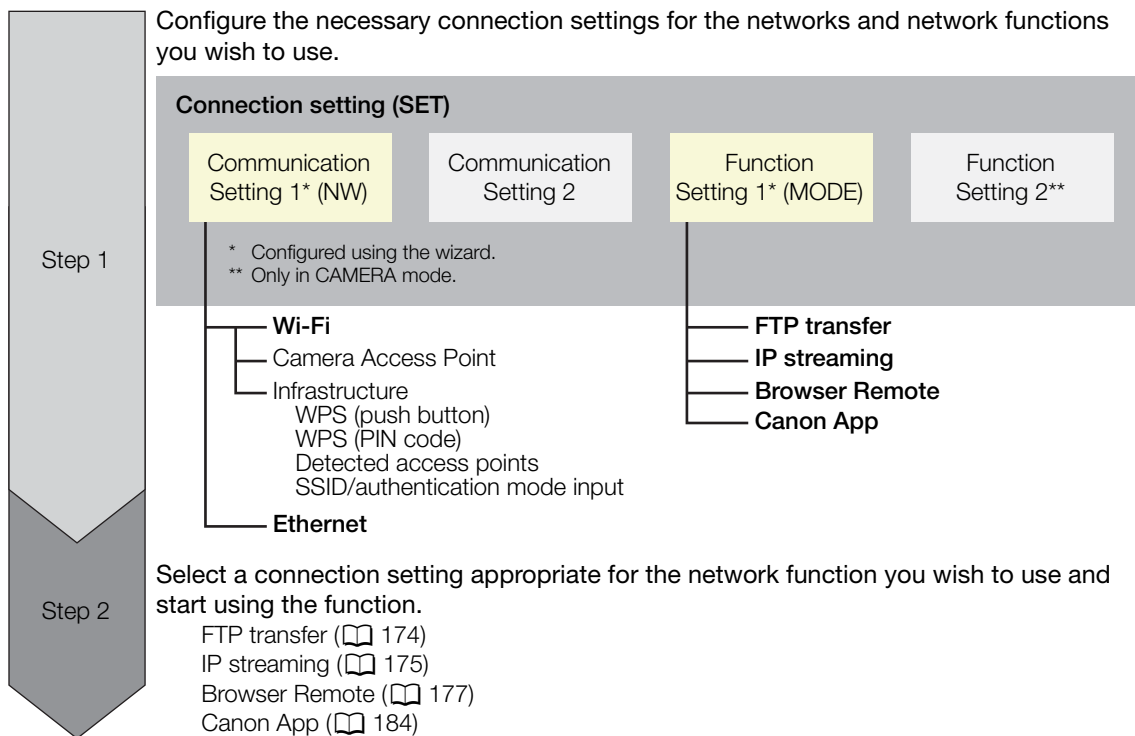 Configure the necessary connection settings for the networks and network functions
you wish to use.
Connection setting (SET)
Communication
Setting 1* (NW)
Communication
Setting 2
Function
Setting 1* (MODE)
Function
Setting 2**
* Configured using the wizard.
** Only in CAMERA mode.
Step 1
Wi-Fi
Camera Access Point
Infrastructure
WPS (push button)
WPS (PIN code)
Detected access points
SSID/authentication mode input
Ethernet
FTP transfer
IP streaming
Browser Remote
Canon App
Step 2
Select a connection setting appropriate for the network function you wish to use and
start using the function.
FTP transfer (📖 174)
IP streaming (📖 175)
Browser Remote (📖 177)
Canon App (📖 184)